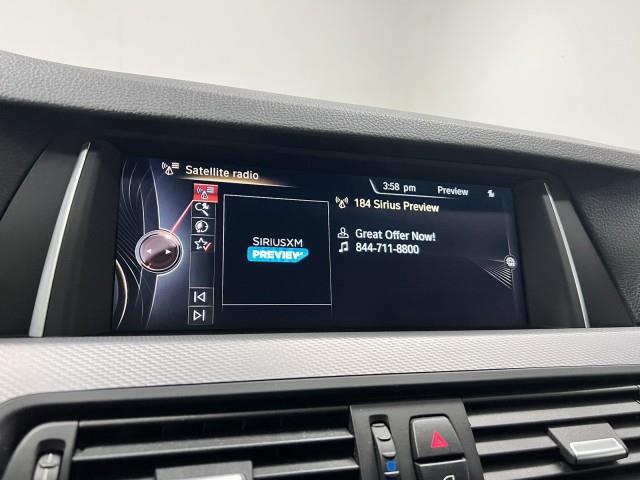 Satellite radio
3:58 pm Preview
184 Sirius Preview
Great Offer Now!
844-711-8800
SIRIUSXM
PREVIEW